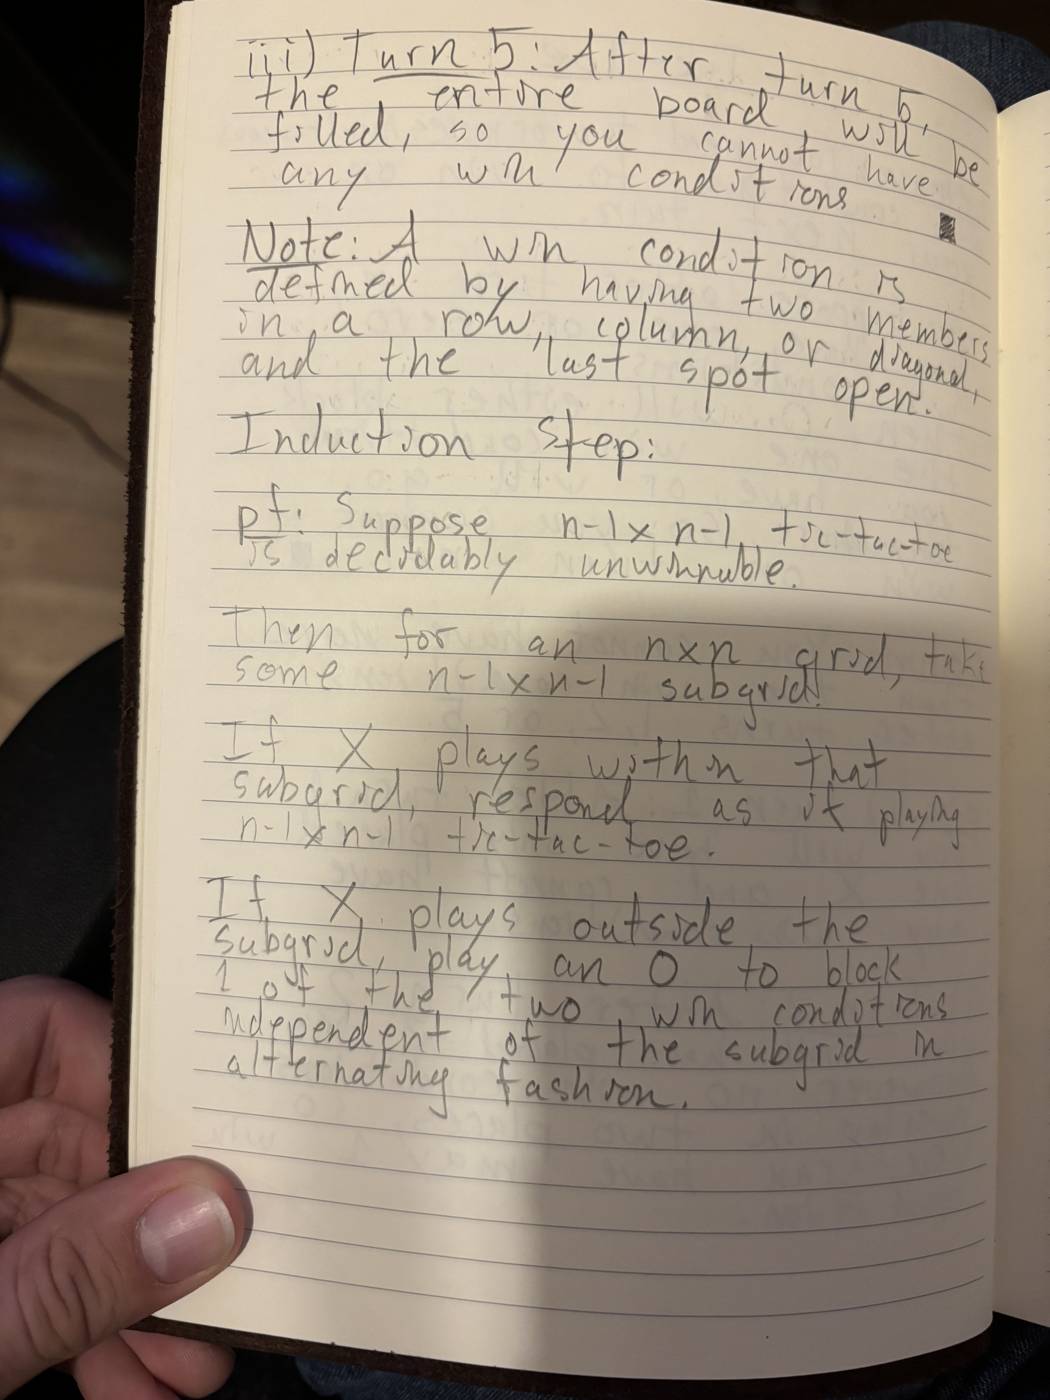 iii) Turn 5: After turn 5,
the entire board will be
filled, so you cannot have
any win conditions
Note: A win condition is
defined by having two members
in a row, column, or diagonal,
and the last spot open.
Induction Step:
pf: Suppose n-1 x n-1 tic-tac-toe
is decidably unwinnable.
Then for an nxn grid, take
some n-1 x n-1 subgrid.
If X plays within that
subgrid, respond as if playing
n-1 x n-1 tic-tac-toe.
If X plays outside the
subgrid, play an O to block
1 of the two win conditions
independent of the subgrid in
alternating fashion.